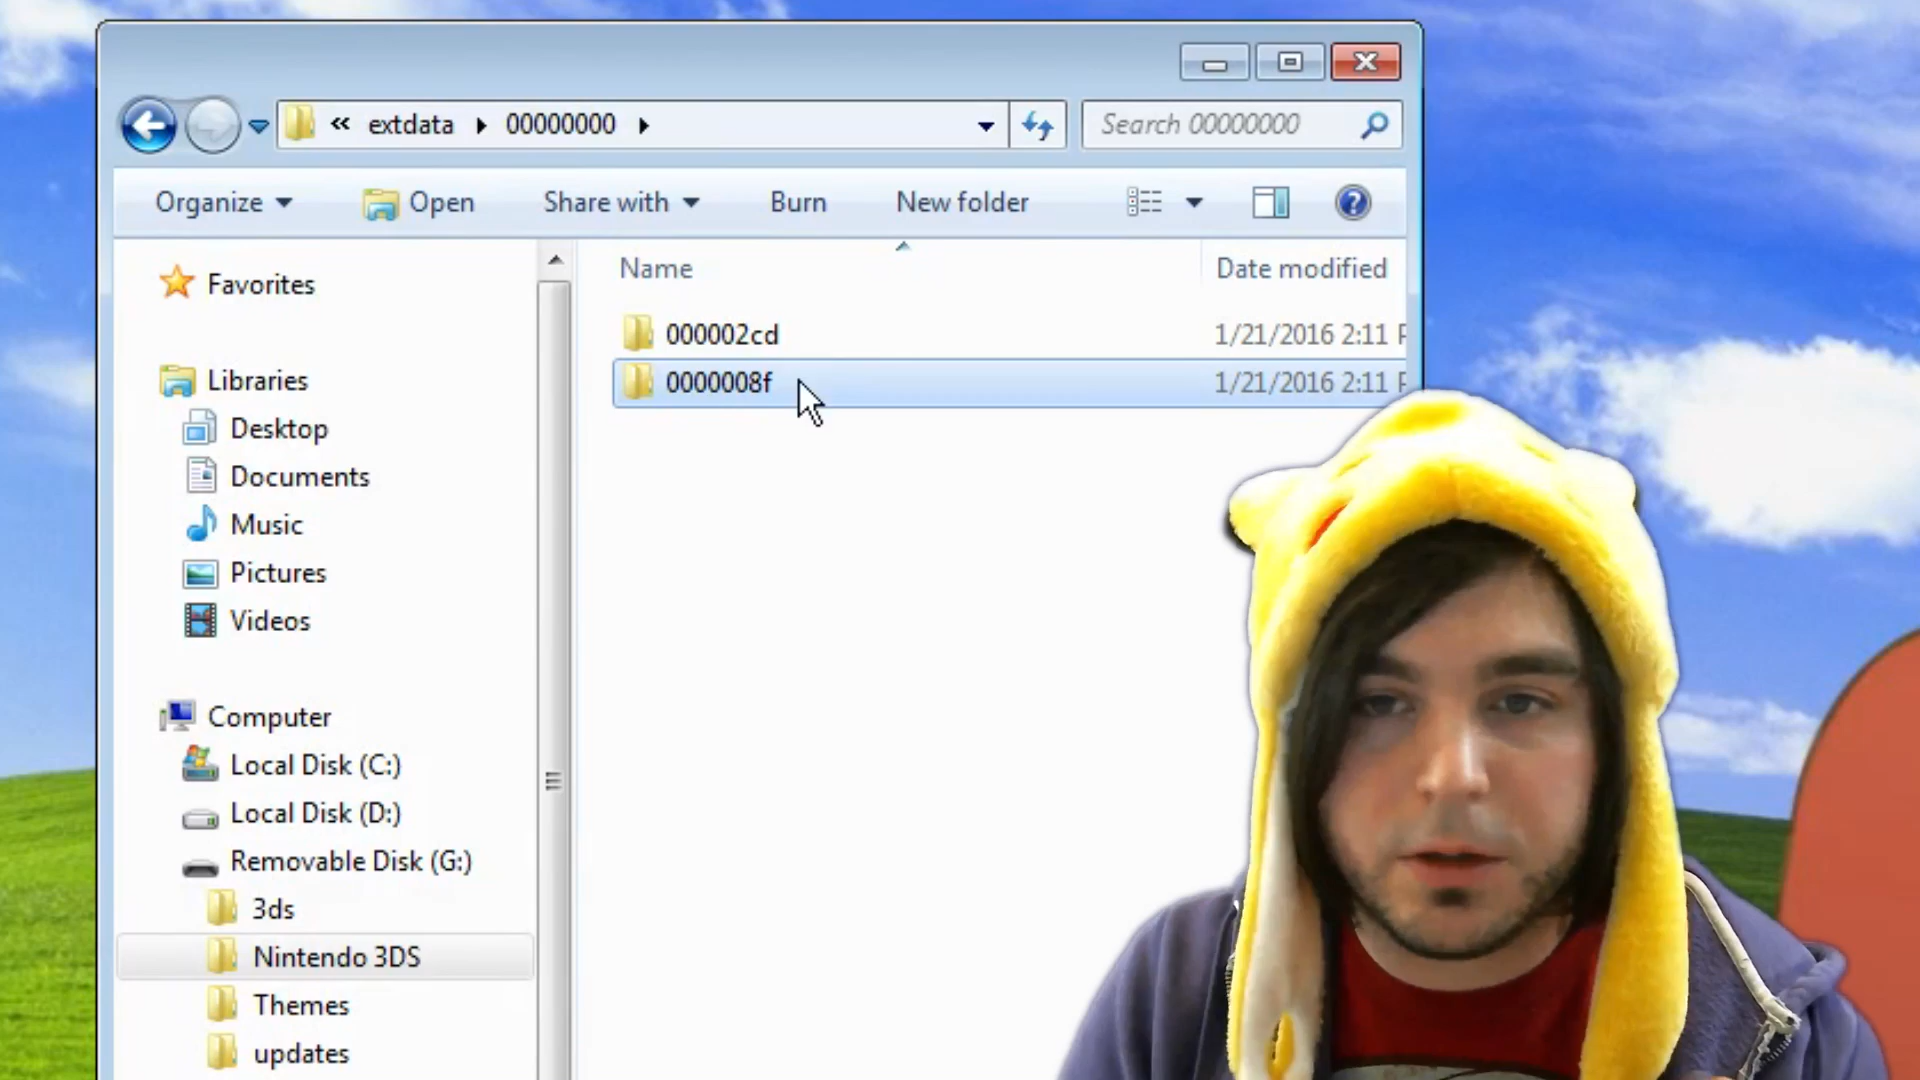 « extdata 00000000
Search 00000000
Organize Open Share with Burn New folder
Name Date modified
000002cd 1/21/2016 2:11 P
0000008f 1/21/2016 2:11 P
Favorites
Libraries
Desktop
Documents
Music
Pictures
Videos
Computer
Local Disk (C:)
Local Disk (D:)
Removable Disk (G:)
3ds
Nintendo 3DS
Themes
updates